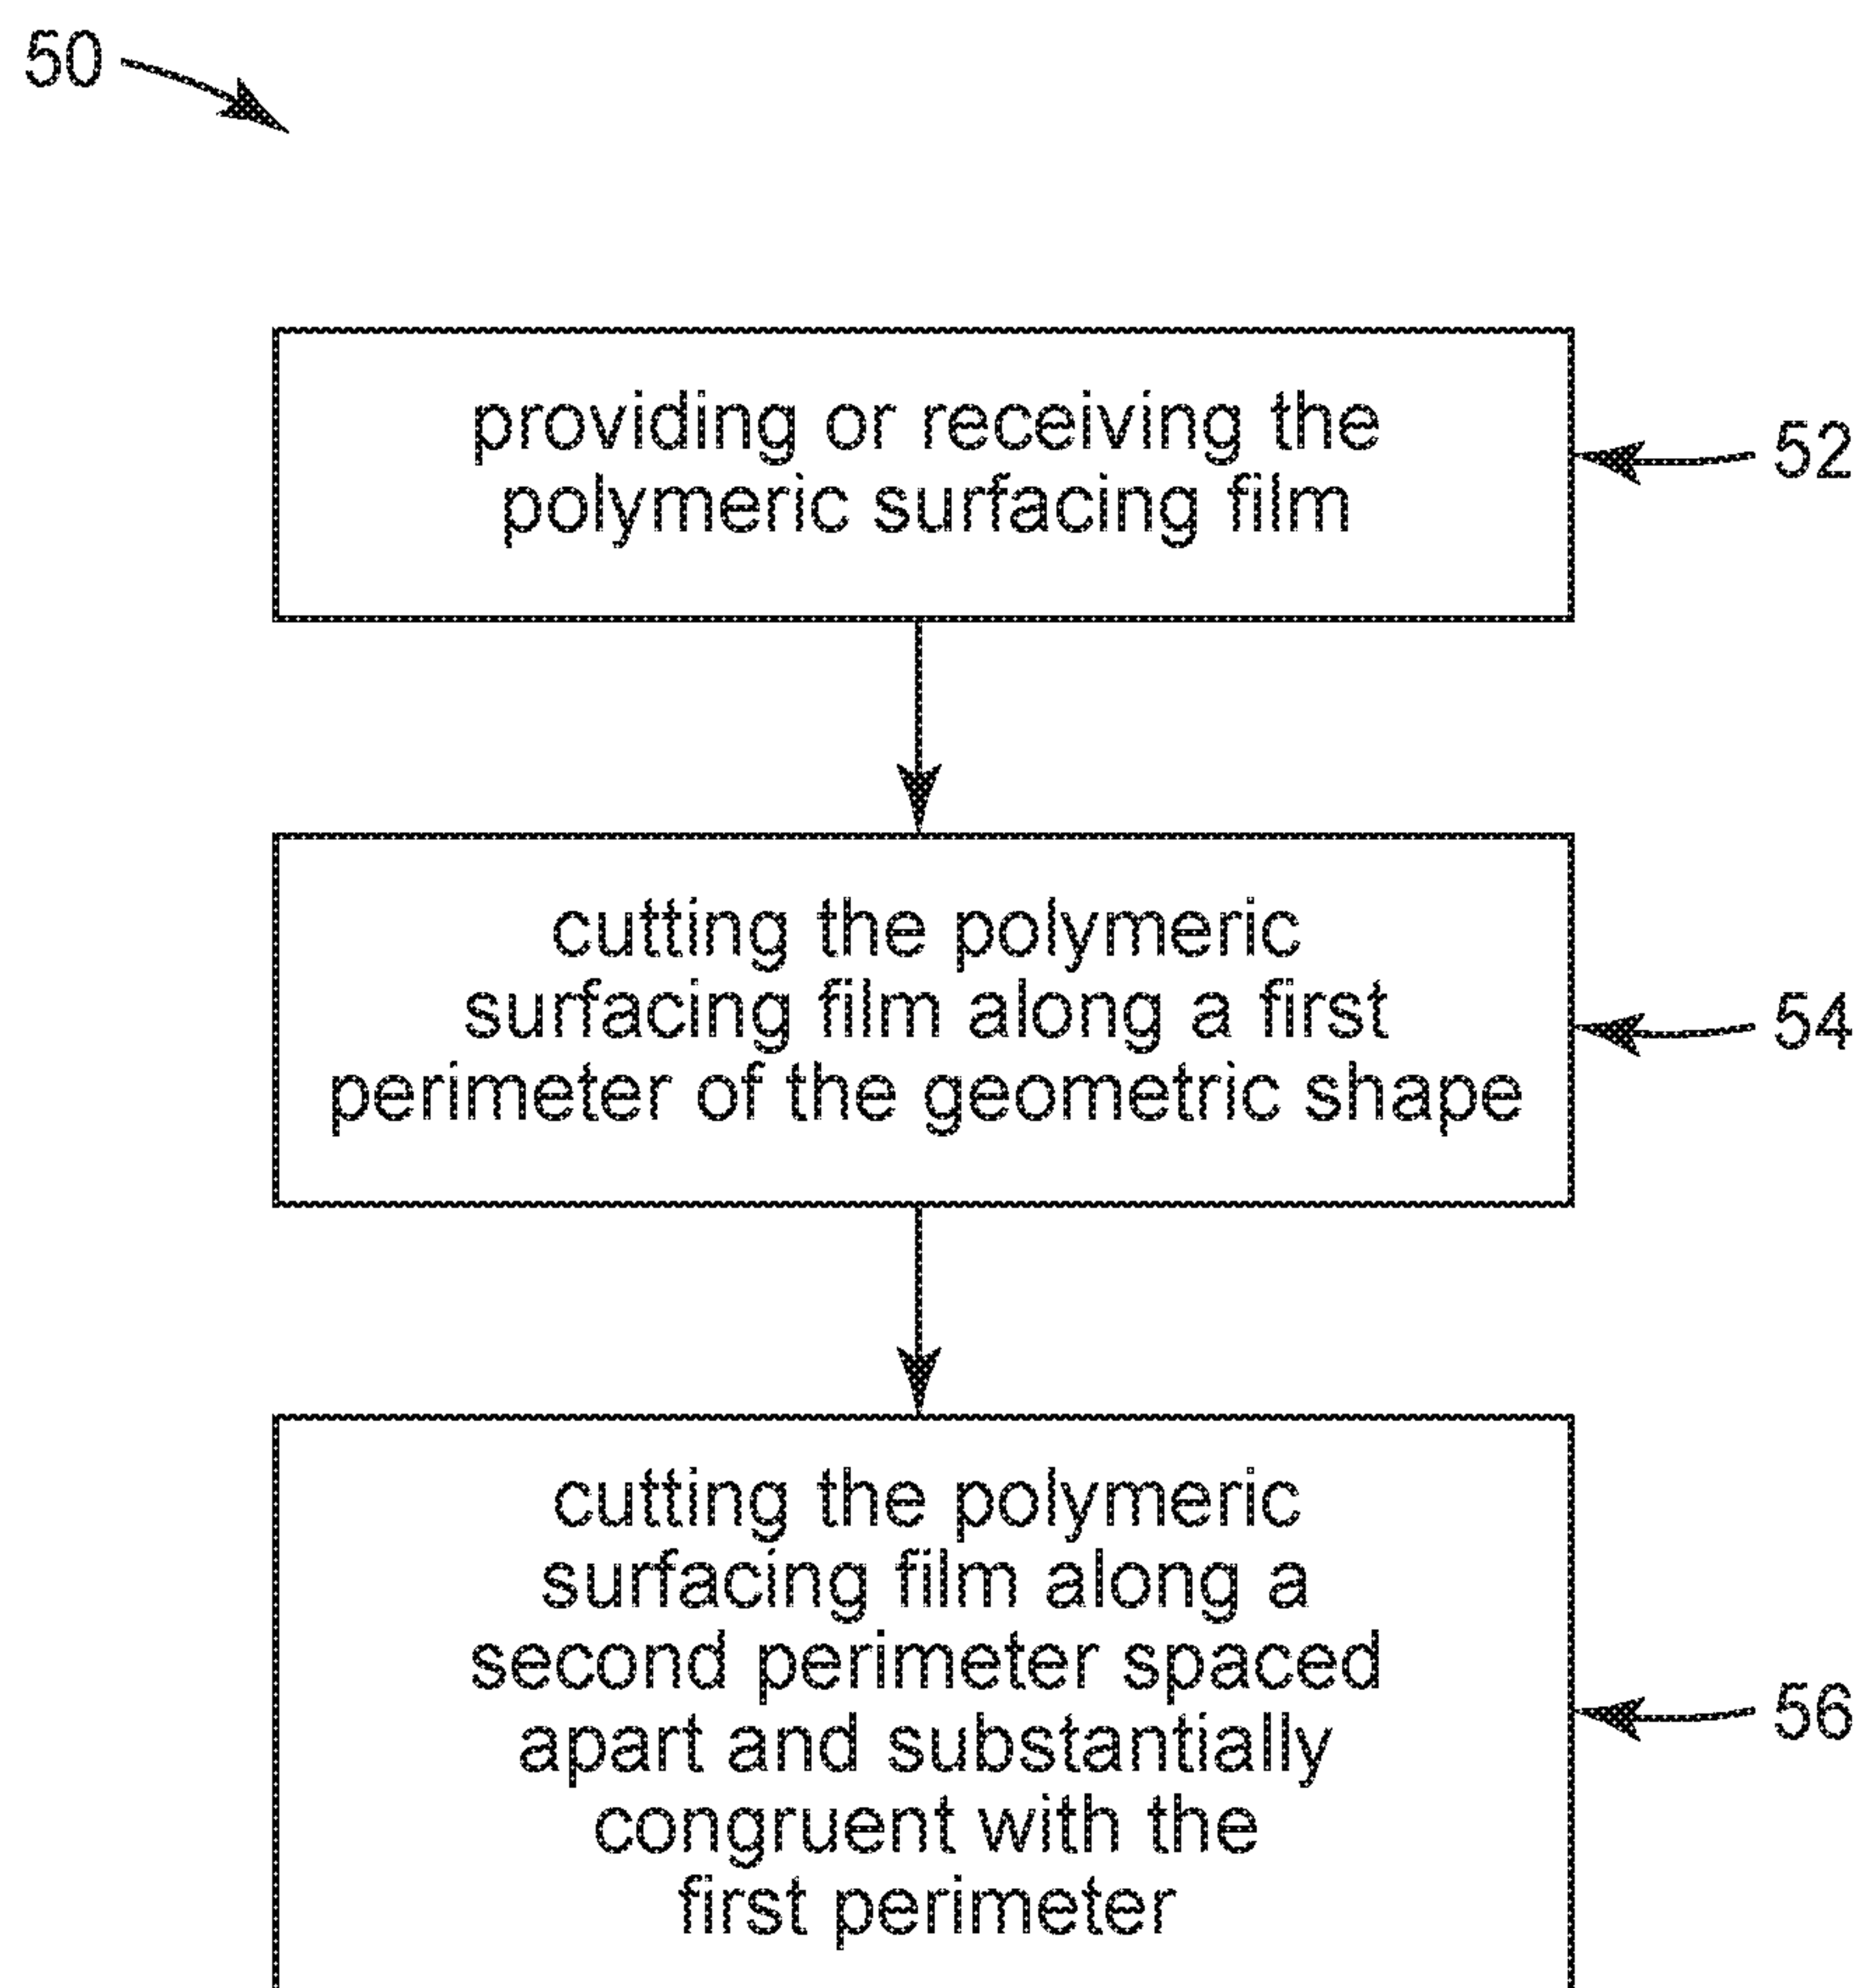 50
providing or receiving the
polymeric surfacing film
52
cutting the polymeric
surfacing film along a first
perimeter of the geometric shape
54
cutting the polymeric
surfacing film along a
second perimeter spaced
apart and substantially
congruent with the
first perimeter
56